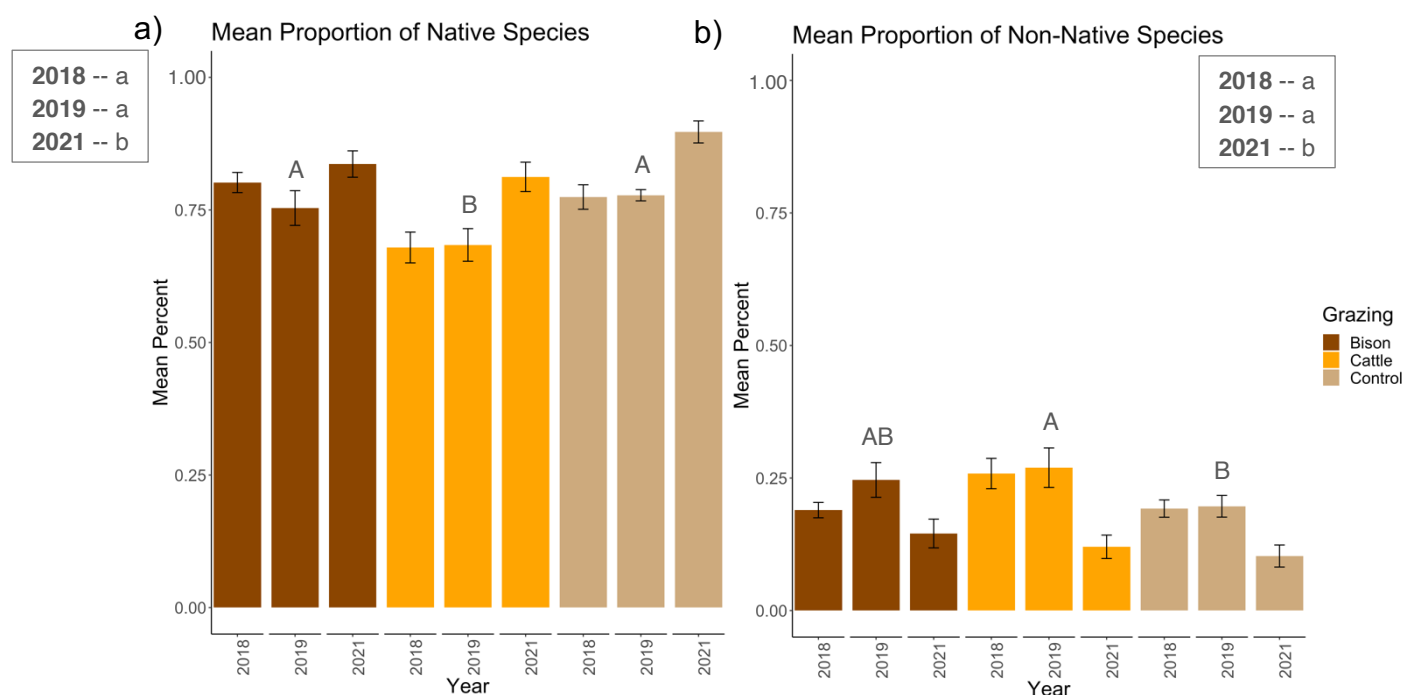 a)
Mean Proportion of Native Species
2018 -- a
2019 -- a
2021 -- b
Mean Percent
1.00
0.75
0.50
0.25
0.00
A
B
A
2018
2019
2021
2018
2019
2021
2018
2019
2021
Year
b)
Mean Proportion of Non-Native Species
2018 -- a
2019 -- a
2021 -- b
Mean Percent
1.00
0.75
0.50
0.25
0.00
AB
A
B
2018
2019
2021
2018
2019
2021
2018
2019
2021
Year
Grazing
Bison
Cattle
Control